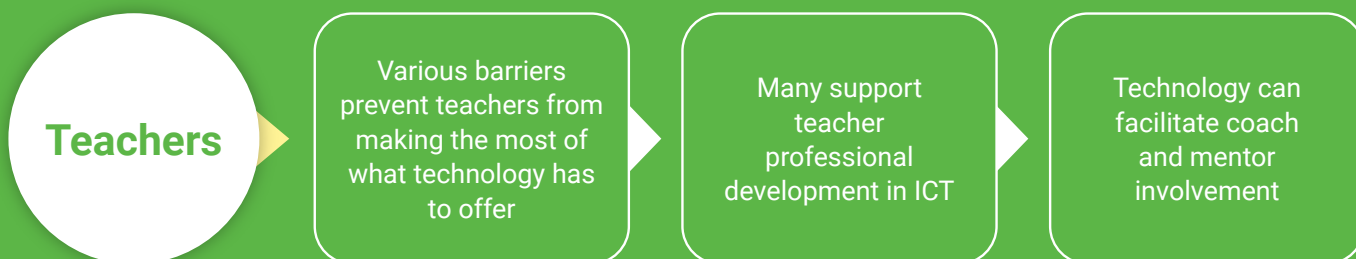 Teachers
Various barriers
prevent teachers from
making the most of
what technology has
to offer
Many support
teacher
professional
development in ICT
Technology can
facilitate coach
and mentor
involvement